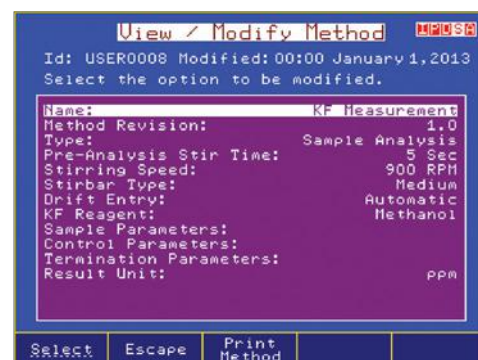 View / Modify Method
Id: USER0008 Modified: 00:00 January 1, 2013
Select the option to be modified.
Name: KF Measurement
Method Revision: 1.0
Type: Sample Analysis
Pre-Analysis Stir Time: 5 Sec
Stirring Speed: 900 RPM
Stirbar Type: Medium
Drift Entry: Automatic
KF Reagent: Methanol
Sample Parameters:
Control Parameters:
Termination Parameters:
Result Unit: ppm
Select Escape Print Method